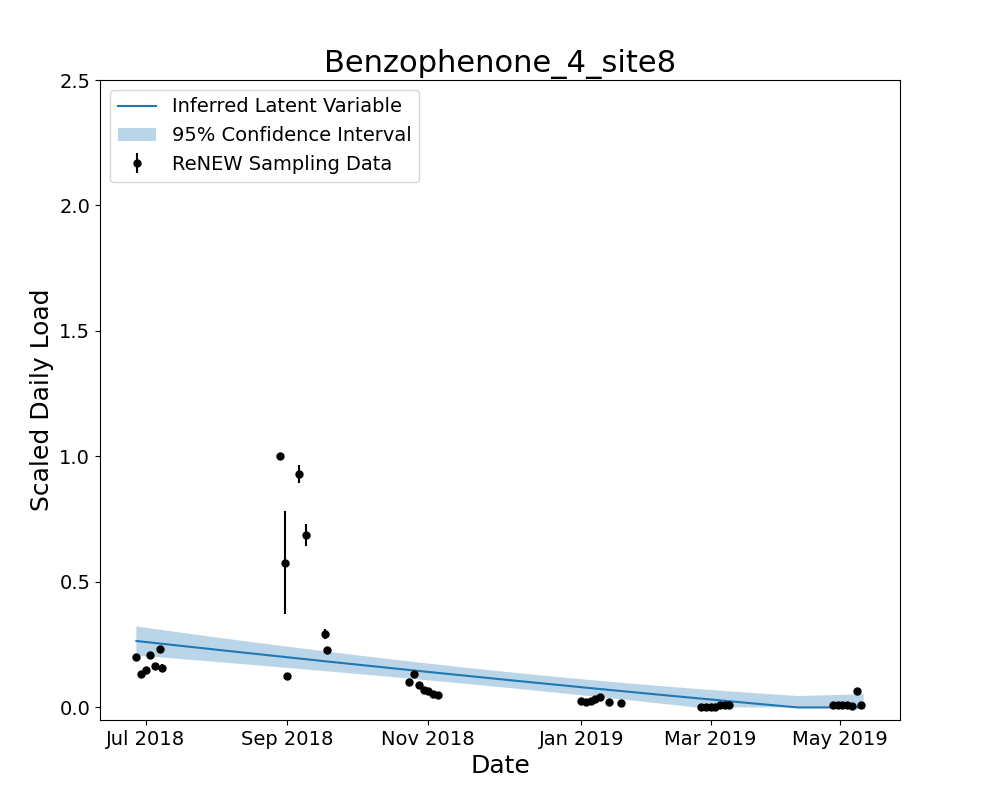 Benzophenone_4_site8
Inferred Latent Variable
95% Confidence Interval
ReNEW Sampling Data
Scaled Daily Load
2.5
2.0
1.5
1.0
0.5
0.0
Jul 2018
Sep 2018
Nov 2018
Jan 2019
Mar 2019
May 2019
Date